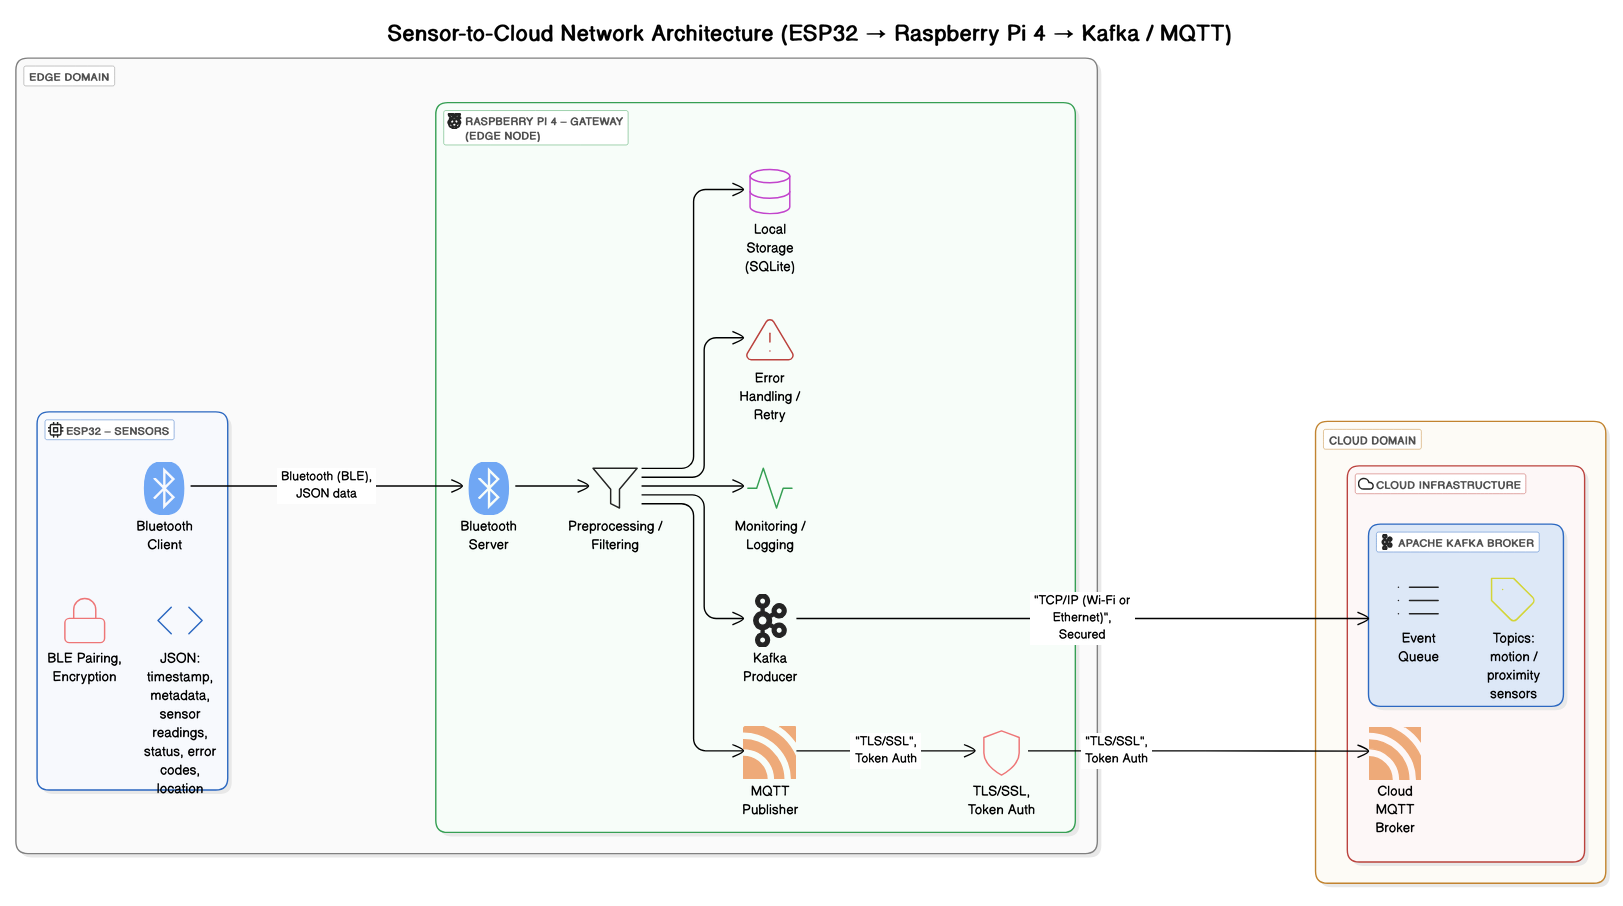 Sensor-to-Cloud Network Architecture (ESP32 → Raspberry Pi 4 → Kafka / MQTT)
EDGE DOMAIN
RASPBERRY PI 4 – GATEWAY
(EDGE NODE)
Local
Storage
(SQLite)
Error
Handling /
Retry
ESP32 – SENSORS
Bluetooth
Client
Bluetooth (BLE),
JSON data
Bluetooth
Server
Preprocessing /
Filtering
Monitoring /
Logging
BLE Pairing,
Encryption
JSON:
timestamp,
metadata,
sensor
readings,
status, error
codes,
location
Kafka
Producer
"TCP/IP (Wi-Fi or
Ethernet)",
Secured
MQTT
Publisher
"TLS/SSL",
Token Auth
TLS/SSL,
Token Auth
"TLS/SSL",
Token Auth
CLOUD DOMAIN
CLOUD INFRASTRUCTURE
APACHE KAFKA BROKER
Event
Queue
Topics:
motion /
proximity
sensors
Cloud
MQTT
Broker